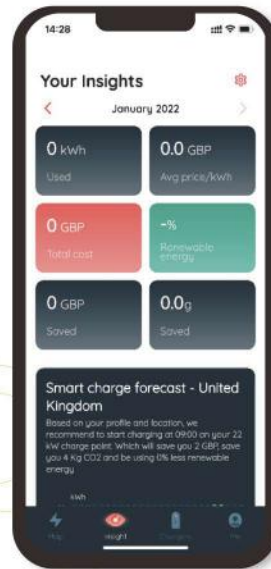 14:28
Your Insights
January 2022
0 kWh
Used
0.0 GBP
Avg price/kWh
0 GBP
Total cost
-%
Renewable
energy
0 GBP
Saved
0.0g
Saved
Smart charge forecast - United
Kingdom
Based on your profile and location, we
recommend to start charging at 09:00 on your 22
kW charge point. Which will save you 2 GBP, save
you 4 Kg CO2 and be using 0% less renewable
energy
kWh
Map
Insight
Chargers
Me